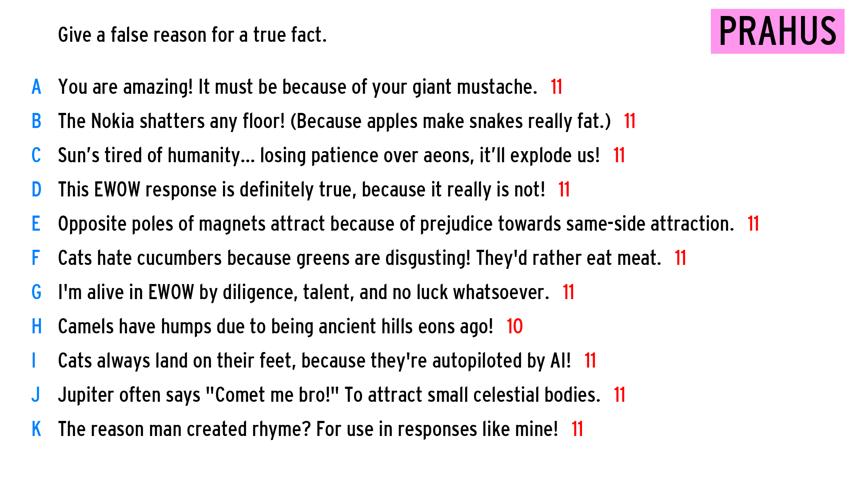 Give a false reason for a true fact.
PRAHUS
A You are amazing! It must be because of your giant mustache. 11
B The Nokia shatters any floor! (Because apples make snakes really fat.) 11
C Sun’s tired of humanity... losing patience over aeons, it’ll explode us! 11
D This EWOW response is definitely true, because it really is not! 11
E Opposite poles of magnets attract because of prejudice towards same-side attraction. 11
F Cats hate cucumbers because greens are disgusting! They'd rather eat meat. 11
G I'm alive in EWOW by diligence, talent, and no luck whatsoever. 11
H Camels have humps due to being ancient hills eons ago! 10
I Cats always land on their feet, because they're autopiloted by AI! 11
J Jupiter often says "Comet me bro!" To attract small celestial bodies. 11
K The reason man created rhyme? For use in responses like mine! 11